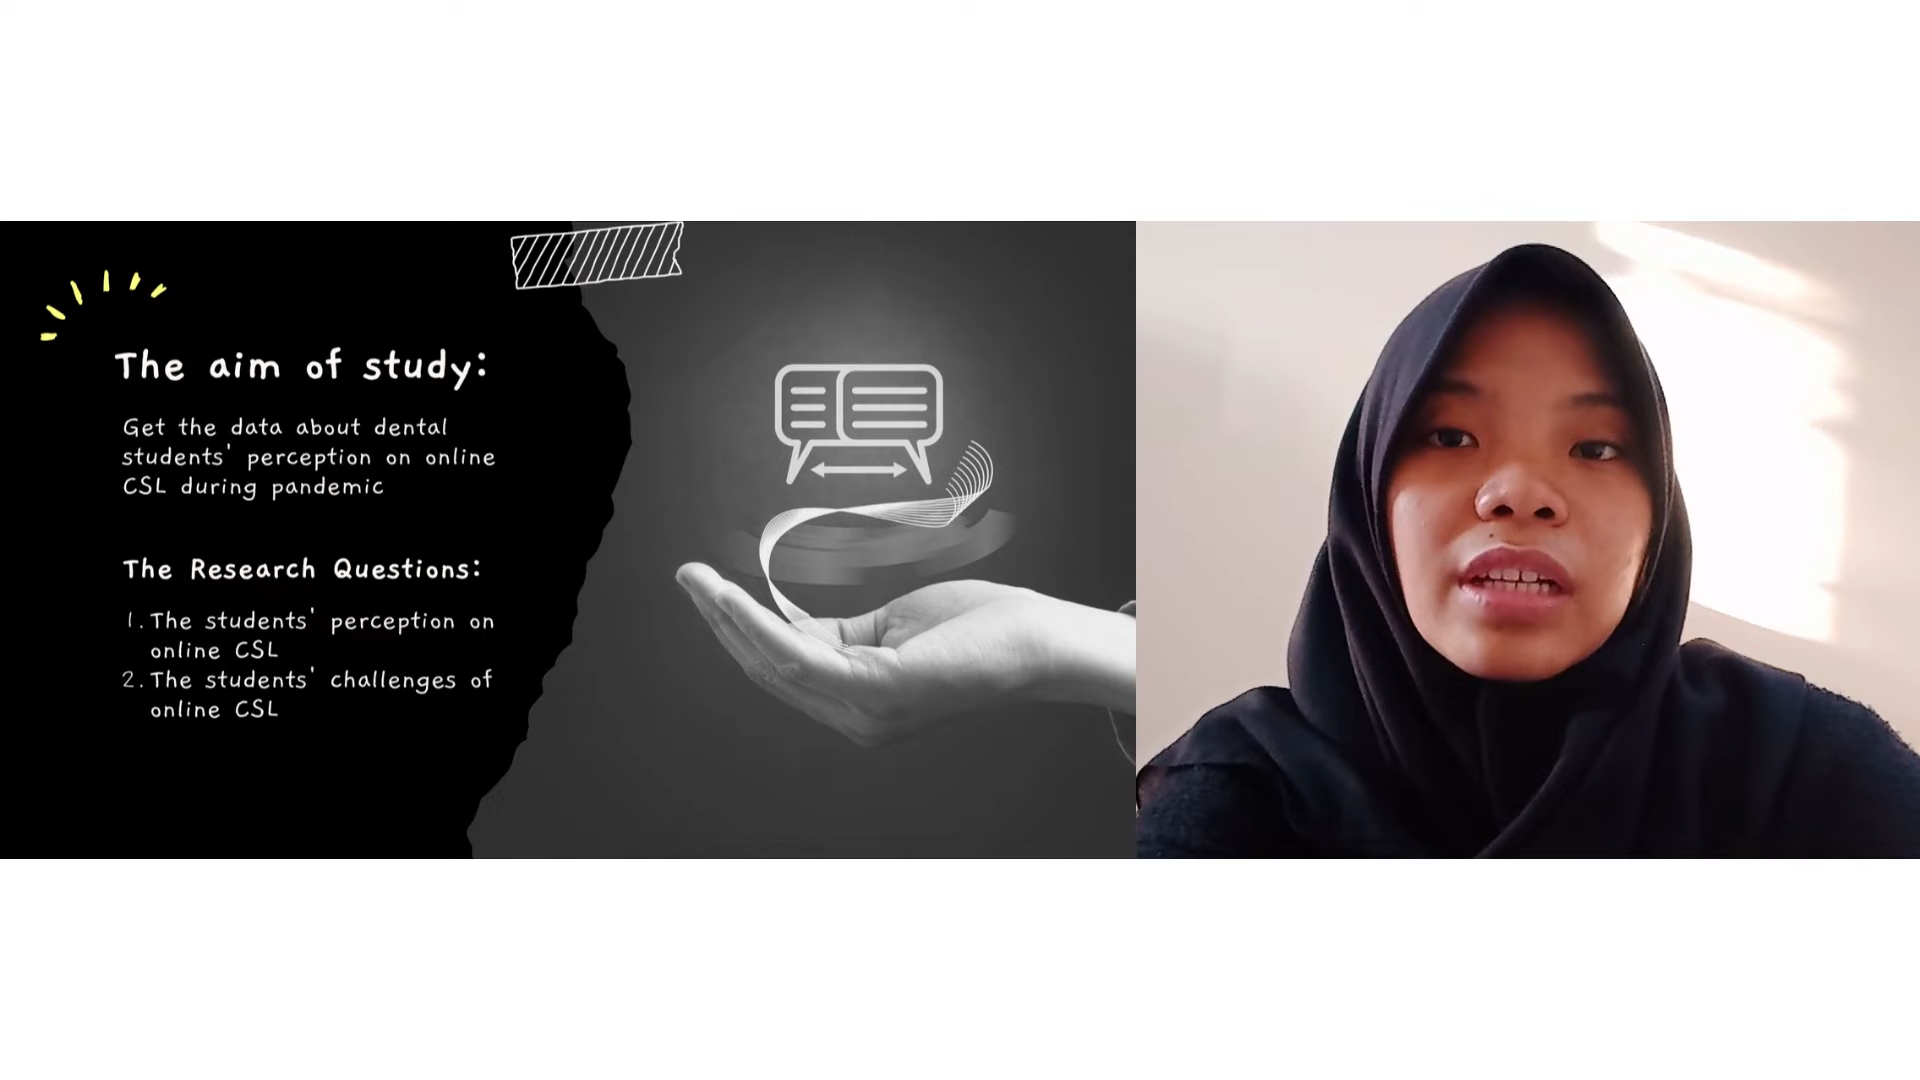 The aim of study:
Get the data about dental
students' perception on online
CSL during pandemic
The Research Questions:
1. The students' perception on
online CSL
2. The students' challenges of
online CSL